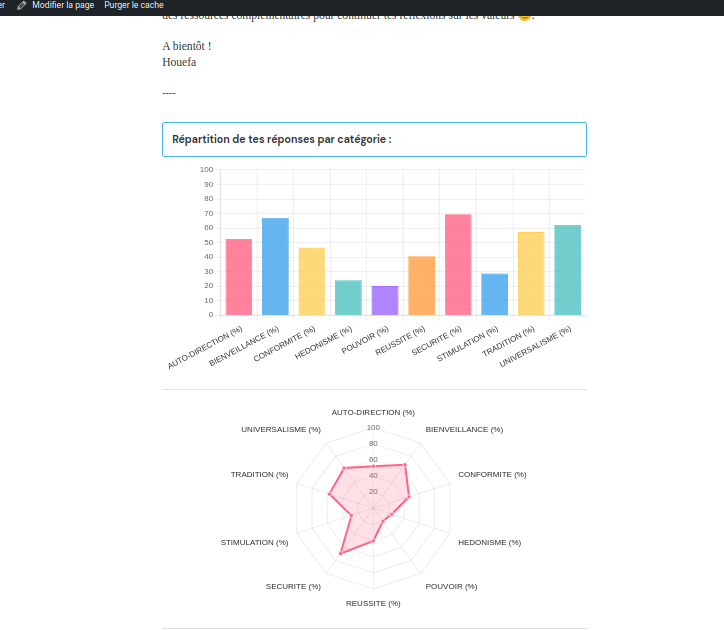 er Modifier la page Purger le cache
des ressources complémentaires pour continuer tes réflexions sur les valeurs 😊.
A bientôt !
Houefa
----
Répartition de tes réponses par catégorie :
100
90
80
70
60
50
40
30
20
10
0
AUTO-DIRECTION (%)
BIENVEILLANCE (%)
CONFORMITE (%)
HEDONISME (%)
POUVOIR (%)
REUSSITE (%)
SECURITE (%)
STIMULATION (%)
TRADITION (%)
UNIVERSALISME (%)
AUTO-DIRECTION (%)
UNIVERSALISME (%) 100 BIENVEILLANCE (%)
80
60
TRADITION (%) 40 CONFORMITE (%)
20
STIMULATION (%) HEDONISME (%)
SECURITE (%) POUVOIR (%)
REUSSITE (%)